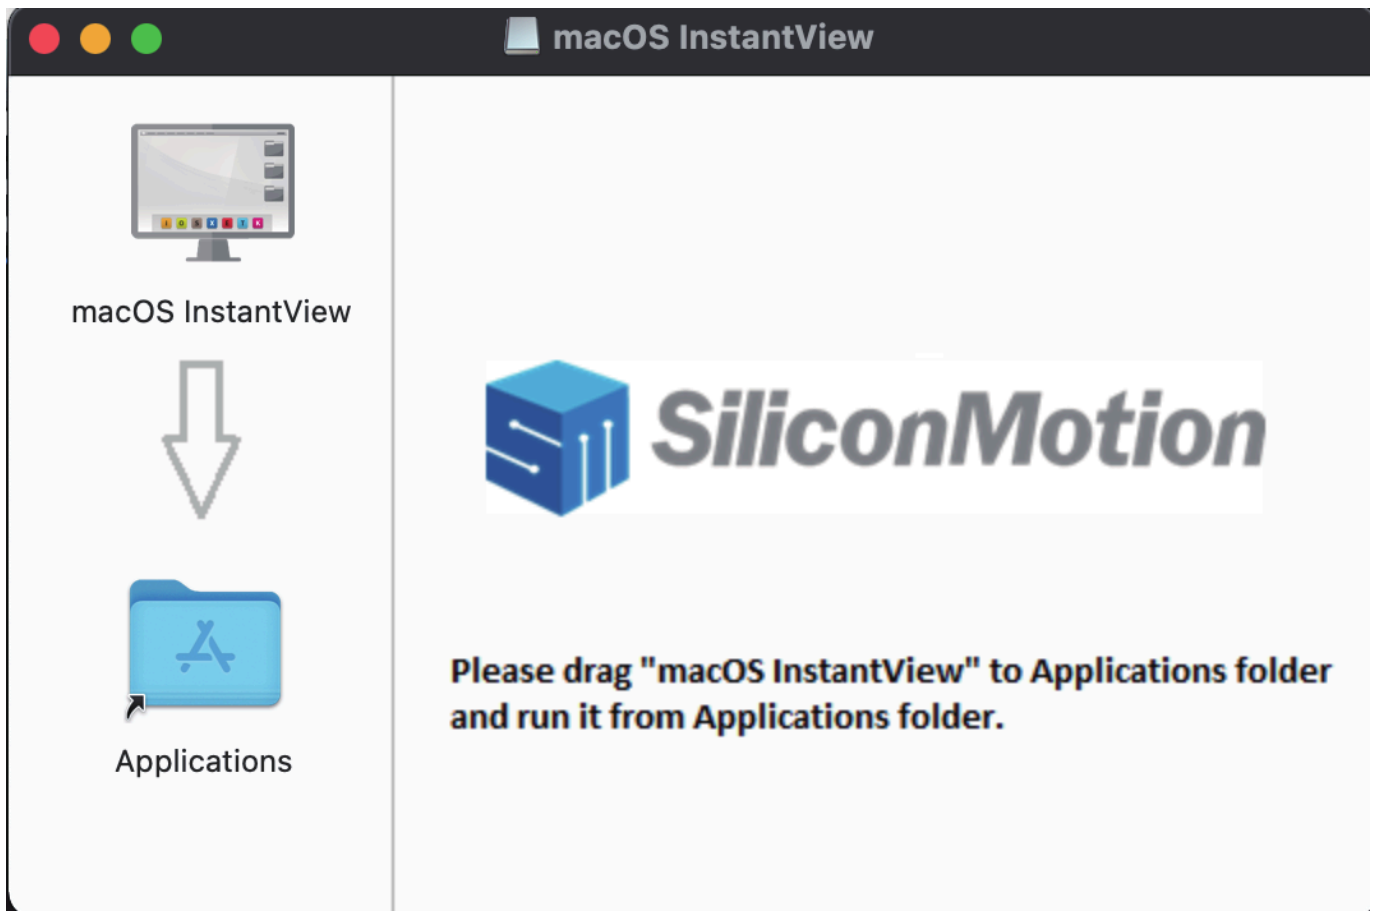 macOS InstantView
macOS InstantView
Applications
SiliconMotion
Please drag "macOS InstantView" to Applications folder
and run it from Applications folder.